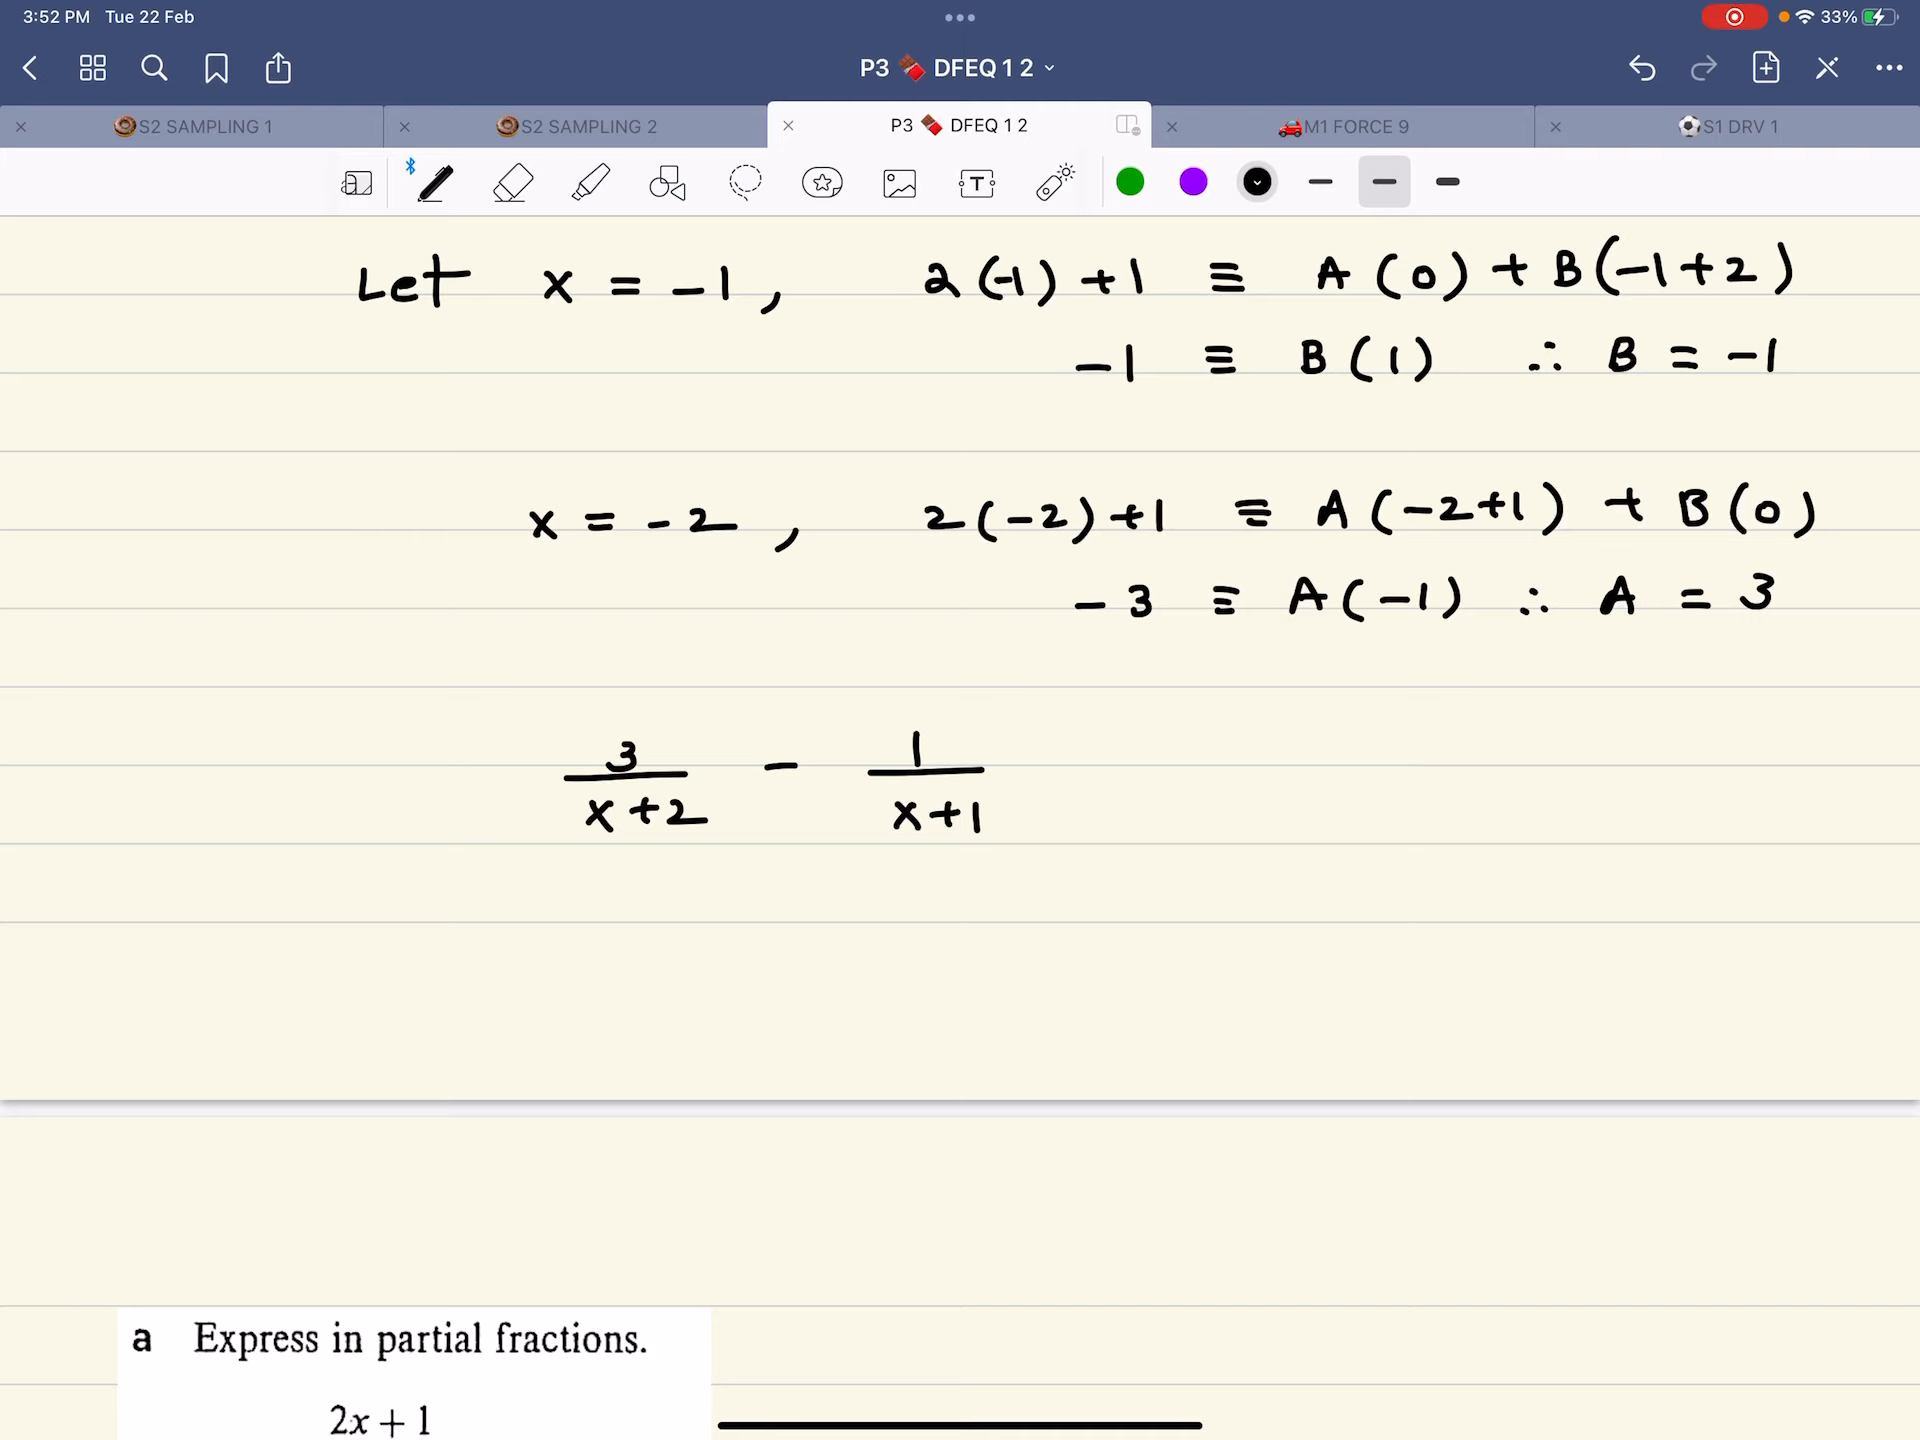 3:52 PM Tue 22 Feb 33%
P3 🍫 DFEQ 1 2
S2 SAMPLING 1 S2 SAMPLING 2 P3 🍫 DFEQ 1 2 M1 FORCE 9 S1 DRV 1
Let x = -1, 2(-1)+1 ≡ A(0)+B(-1+2)
-1 ≡ B(1) ∴ B = -1
x = -2, 2(-2)+1 ≡ A(-2+1) + B(0)
-3 ≡ A(-1) ∴ A = 3
3 1
— - —
x+2 x+1
a Express in partial fractions.
2x + 1